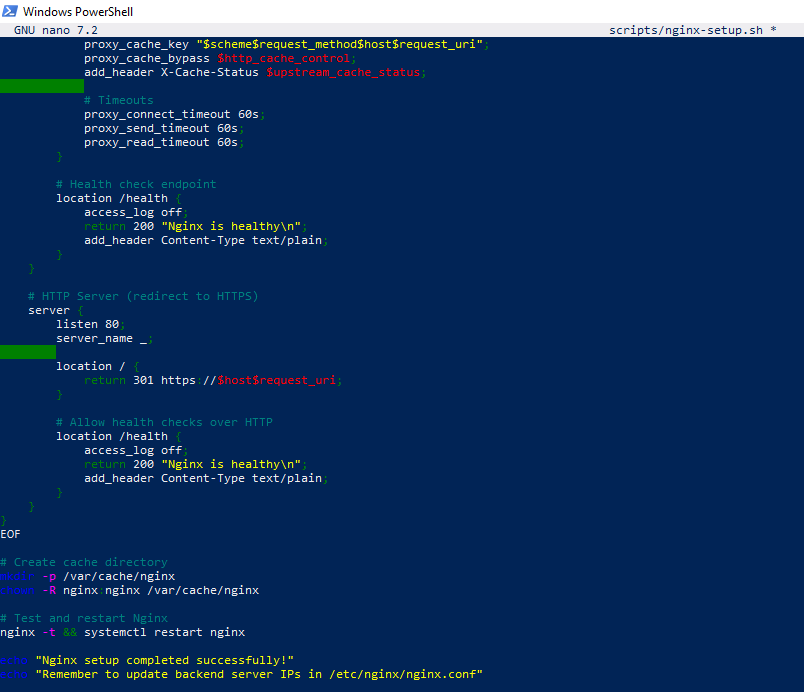 Windows PowerShell
GNU nano 7.2 scripts/nginx-setup.sh *
proxy_cache_key "$scheme$request_method$host$request_uri";
proxy_cache_bypass $http_cache_control;
add_header X-Cache-Status $upstream_cache_status;
# Timeouts
proxy_connect_timeout 60s;
proxy_send_timeout 60s;
proxy_read_timeout 60s;
}
# Health check endpoint
location /health {
access_log off;
return 200 "Nginx is healthy\n";
add_header Content-Type text/plain;
}
}
# HTTP Server (redirect to HTTPS)
server {
listen 80;
server_name _;
location / {
return 301 https://$host$request_uri;
}
# Allow health checks over HTTP
location /health {
access_log off;
return 200 "Nginx is healthy\n";
add_header Content-Type text/plain;
}
}
}
EOF
# Create cache directory
mkdir -p /var/cache/nginx
chown -R nginx:nginx /var/cache/nginx
# Test and restart Nginx
nginx -t && systemctl restart nginx
echo "Nginx setup completed successfully!"
echo "Remember to update backend server IPs in /etc/nginx/nginx.conf"